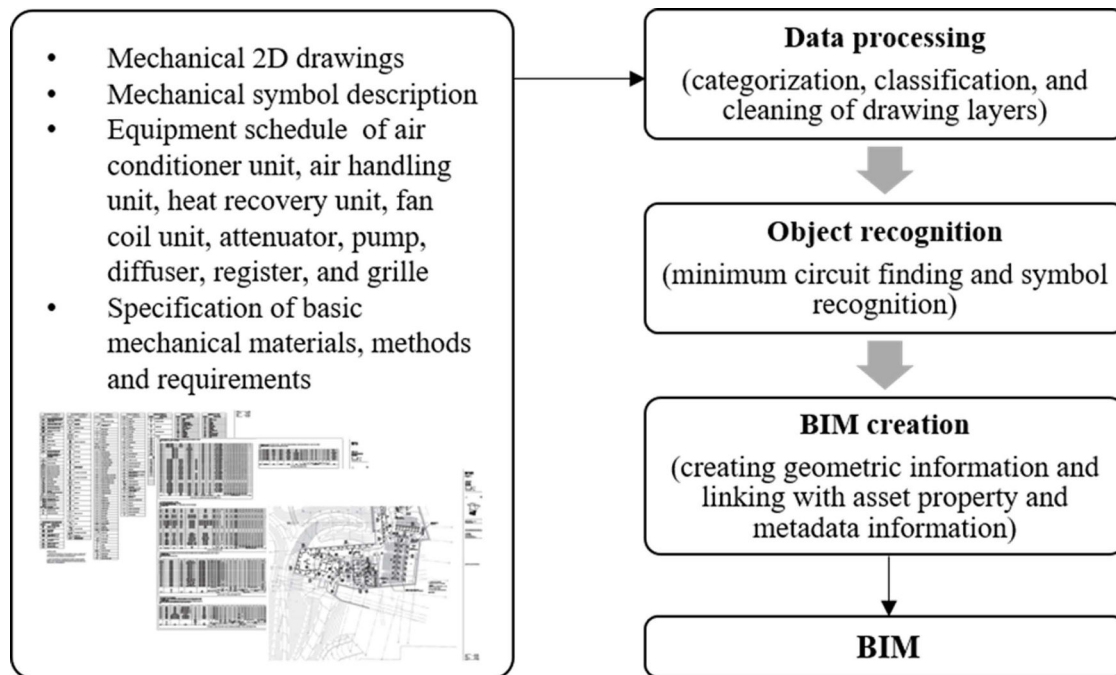 • Mechanical 2D drawings
• Mechanical symbol description
• Equipment schedule of air
conditioner unit, air handling
unit, heat recovery unit, fan
coil unit, attenuator, pump,
diffuser, register, and grille
• Specification of basic
mechanical materials, methods
and requirements
Data processing
(categorization, classification, and
cleaning of drawing layers)
Object recognition
(minimum circuit finding and symbol
recognition)
BIM creation
(creating geometric information and
linking with asset property and
metadata information)
BIM